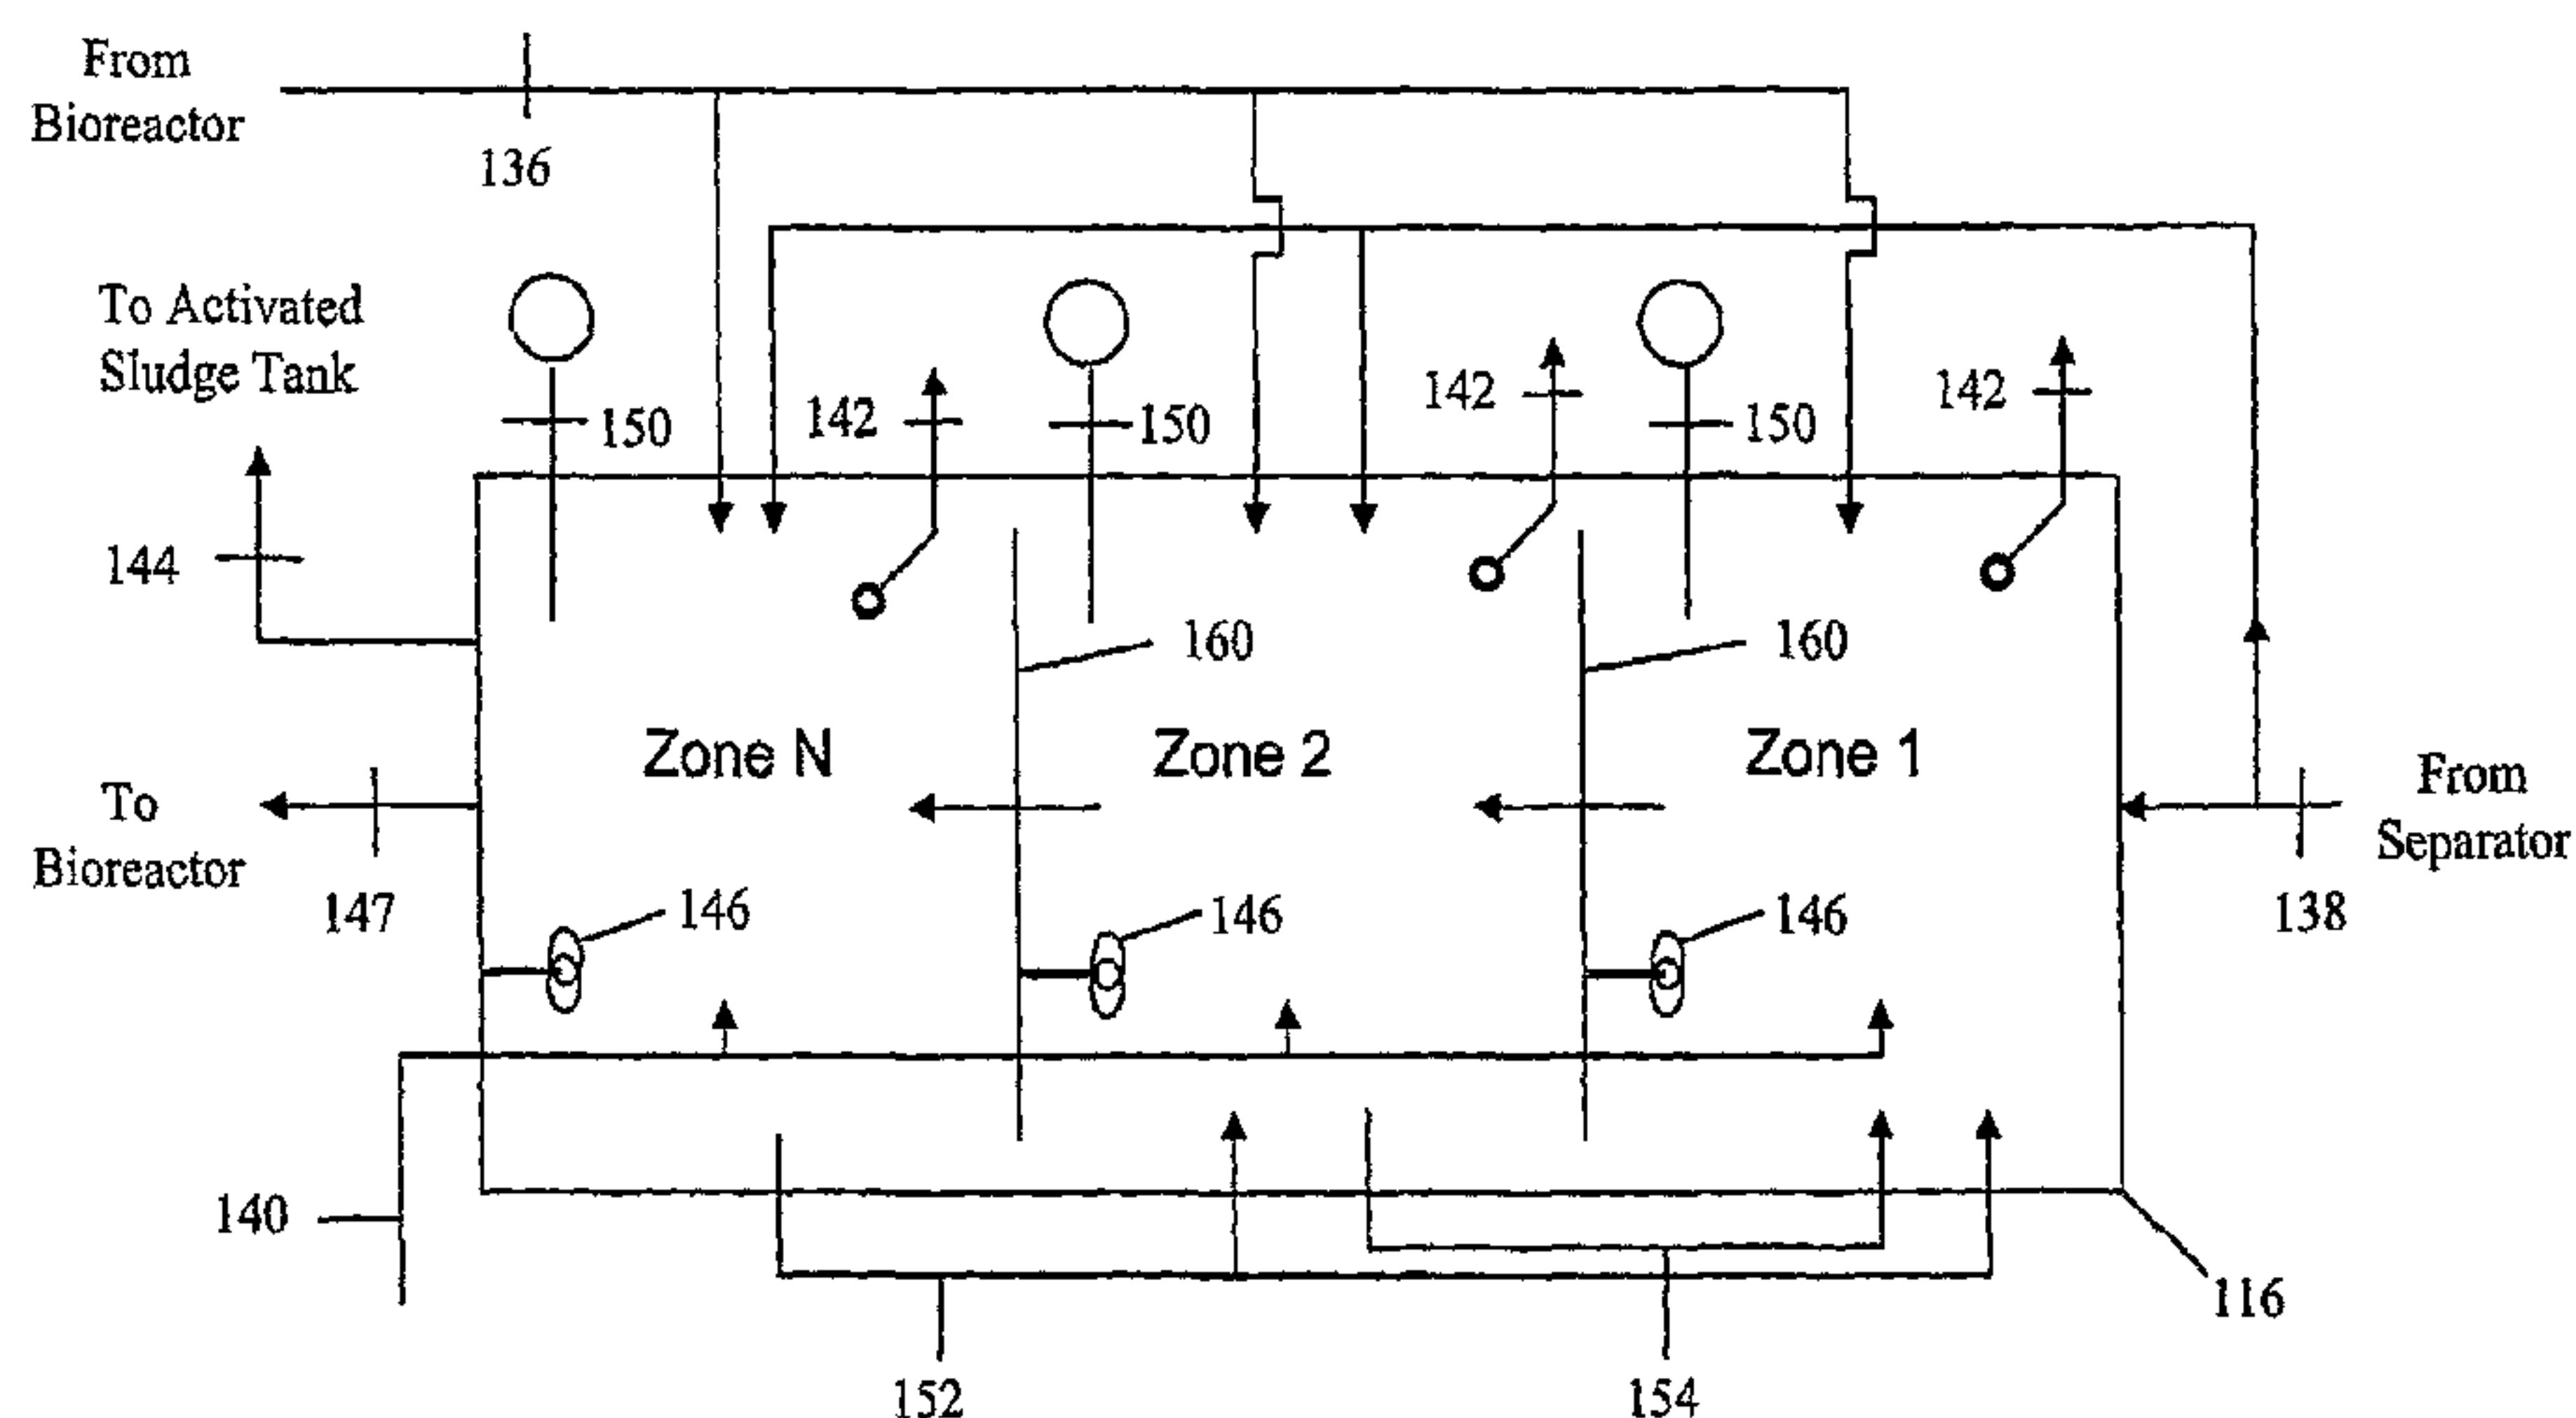 From
Bioreactor
136
To Activated
Sludge Tank
150
142
150
142
150
142
144
160
160
Zone N
Zone 2
Zone 1
To
Bioreactor
From
Separator
147
146
146
146
138
140
116
152
154